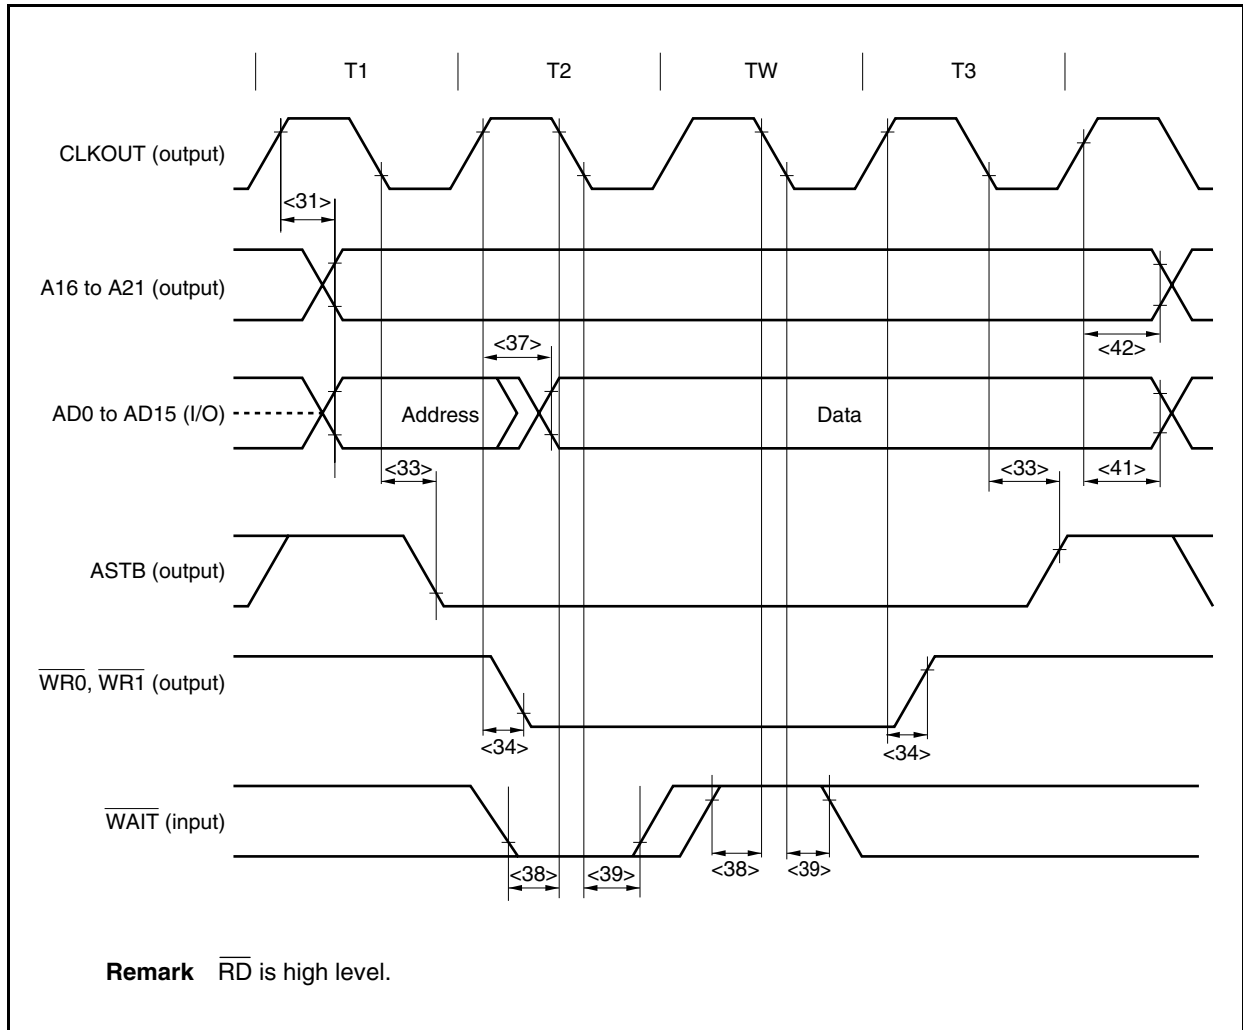 T1 T2 TW T3
CLKOUT (output)
<31>
A16 to A21 (output)
<37> <42>
AD0 to AD15 (I/O) Address Data
<33> <33> <41>
ASTB (output)
WR0, WR1 (output)
<34> <34>
WAIT (input)
<38> <39> <38> <39>
Remark RD is high level.